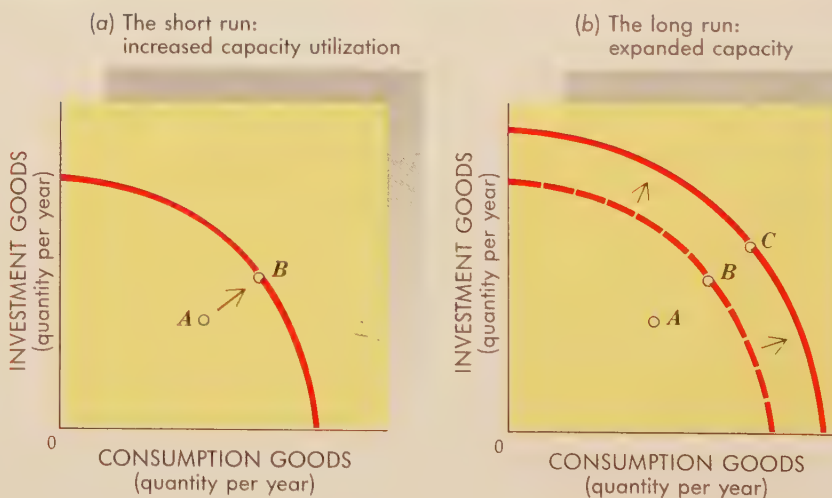 (a) The short run:
increased capacity utilization
INVESTMENT GOODS
(quantity per year)
A
B
0
CONSUMPTION GOODS
(quantity per year)
(b) The long run:
expanded capacity
INVESTMENT GOODS
(quantity per year)
A
B
C
0
CONSUMPTION GOODS
(quantity per year)